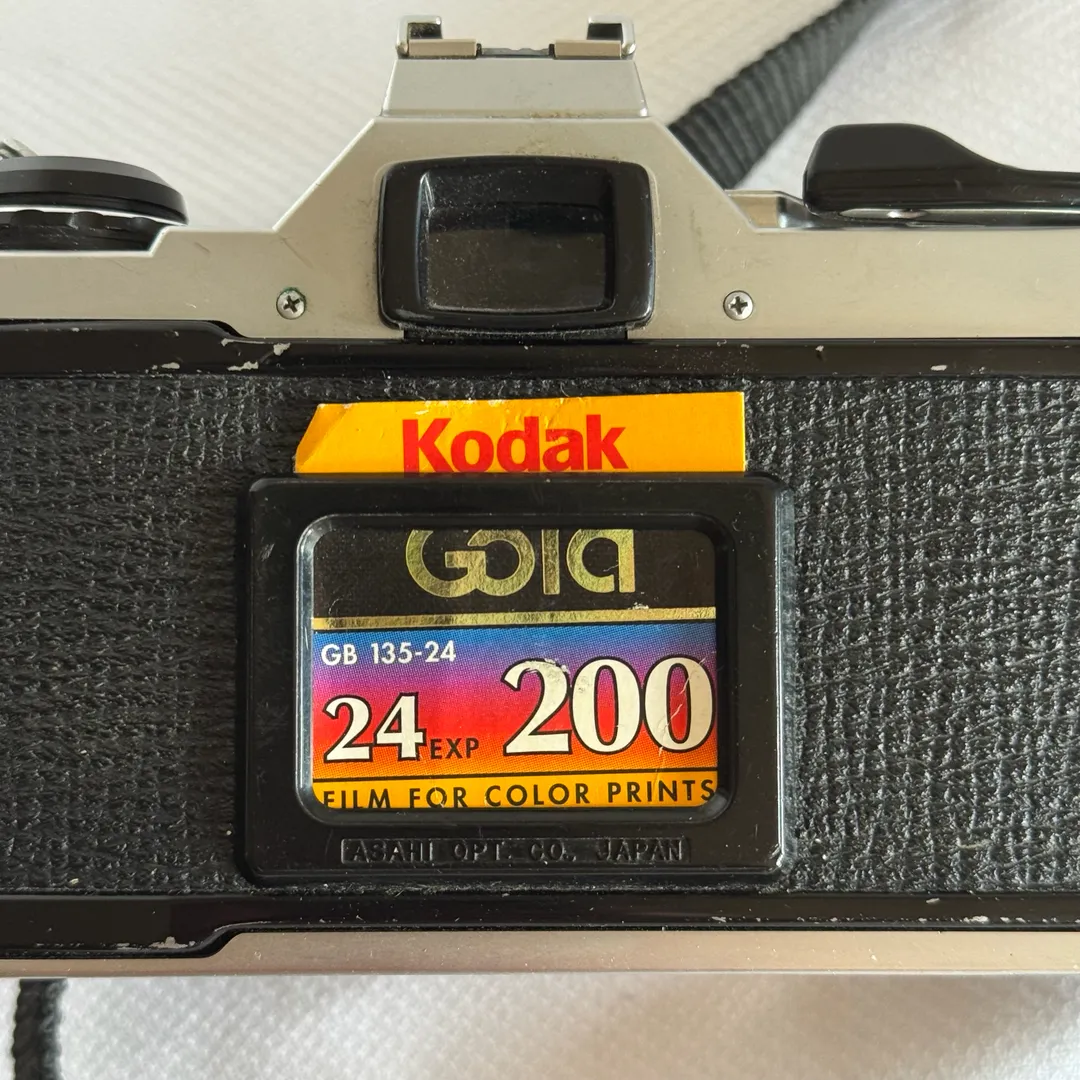 Kodak
Gold
GB 135-24
24 EXP 200
FILM FOR COLOR PRINTS
ASAHI OPT. CO., JAPAN